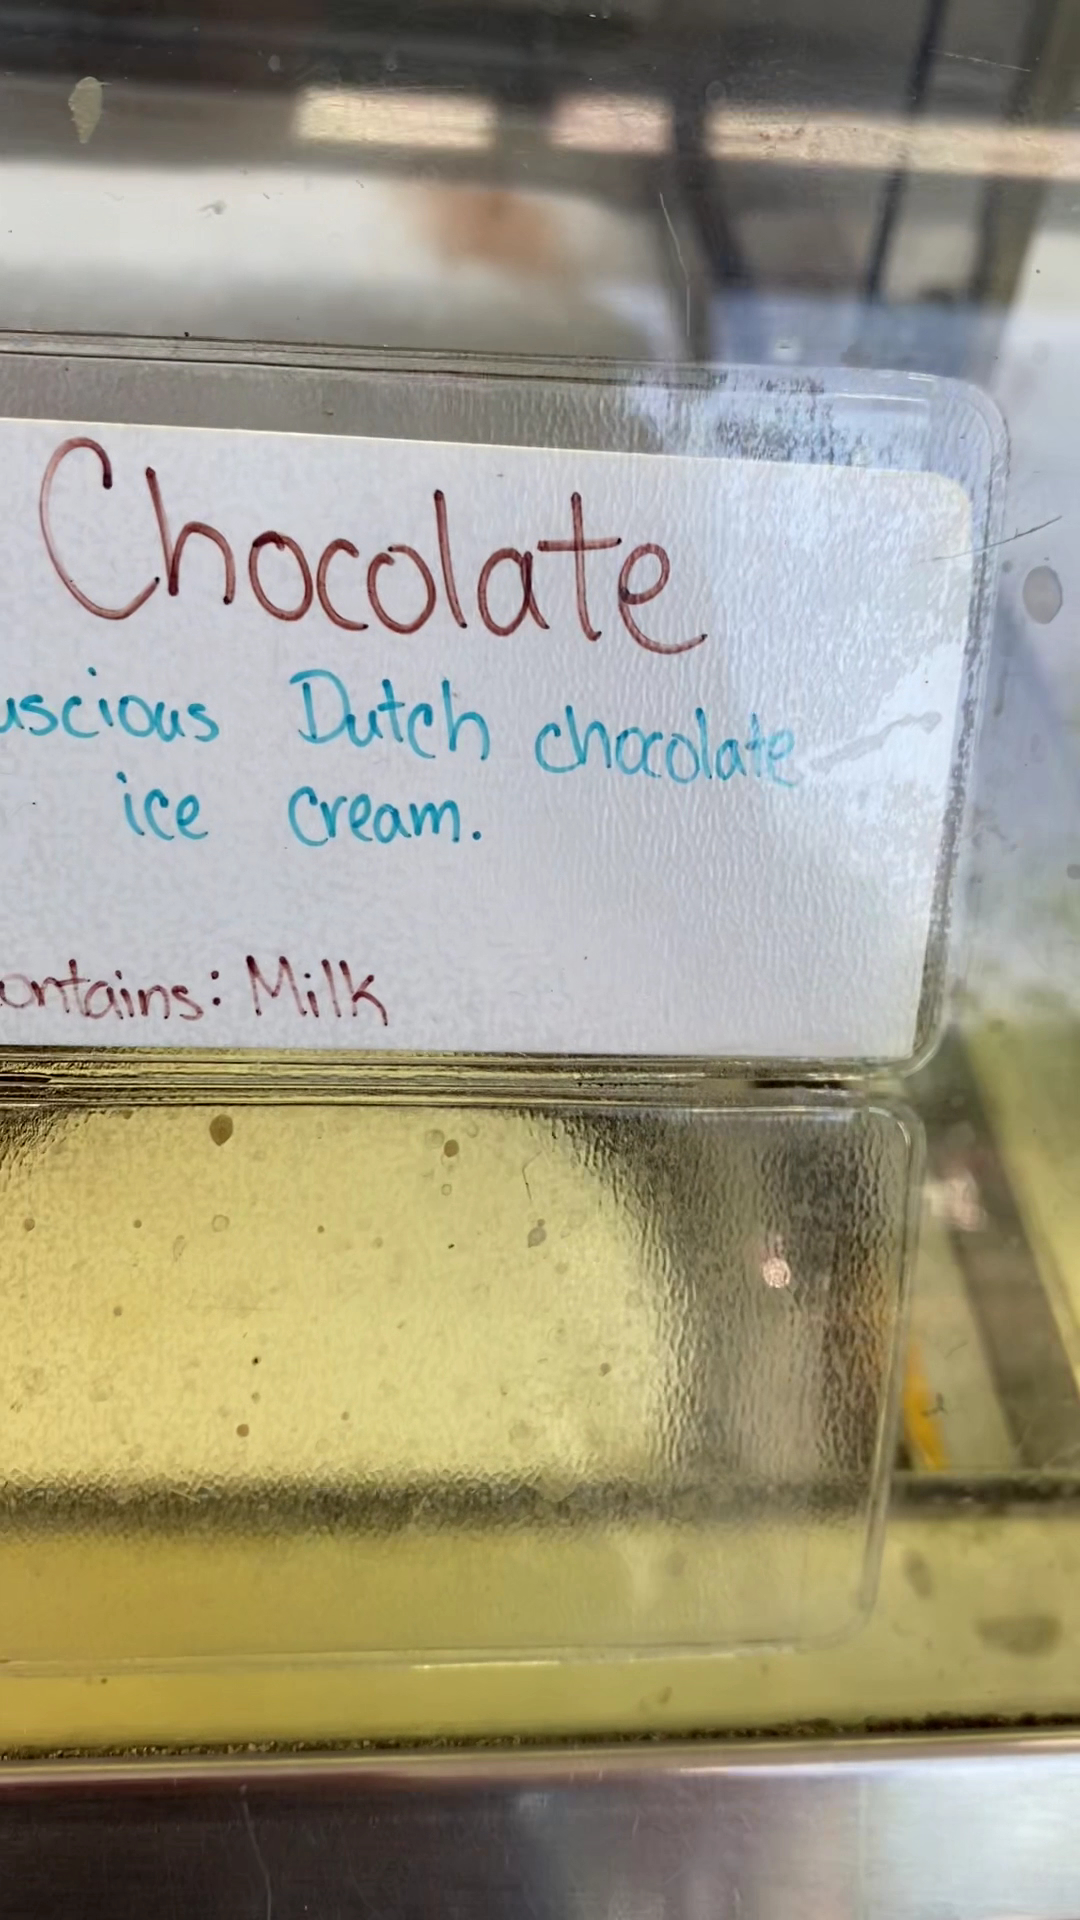 Chocolate
uscious Dutch chocolate
ice cream.
ontains: Milk